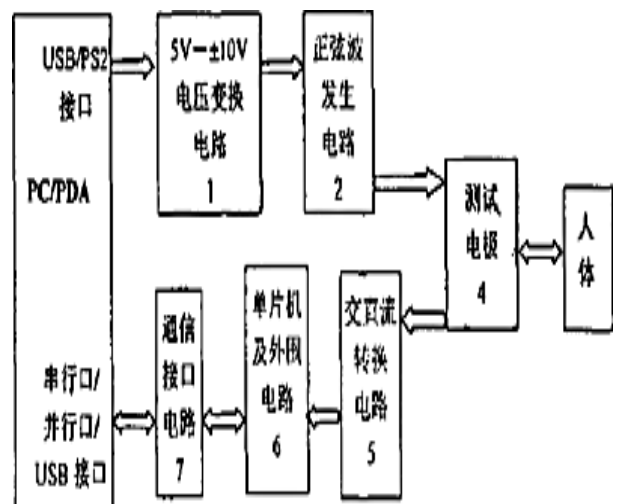 USB/PS2
接口
PC/PDA
串行口/
并行口/
USB 接口
5V－±10V
电压变换
电路
1
正弦波
发生
电路
2
测试
电极
4
人
体
交直流
转换
电路
5
单片机
及外围
电路
6
通信
接口
电路
7